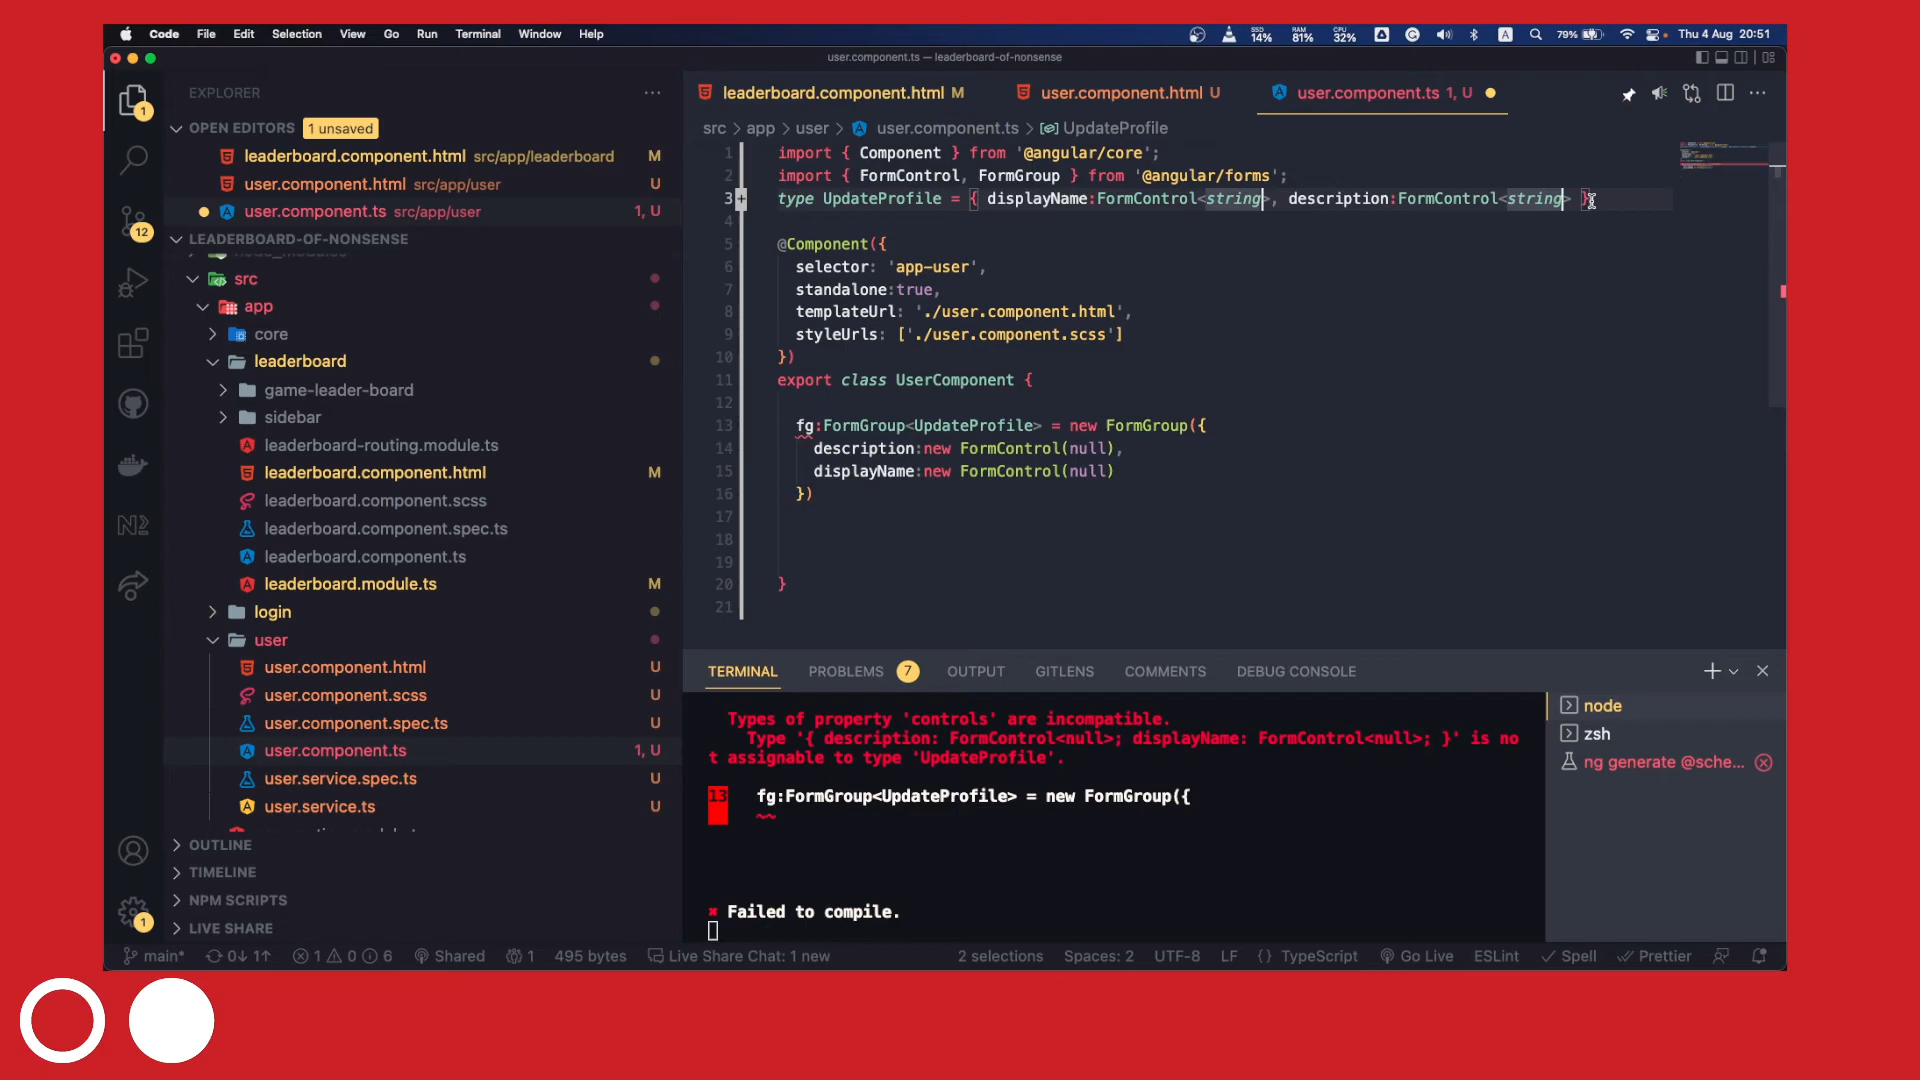 Code File Edit Selection View Go Run Terminal Window Help
SSD 14% RAM 81% CPU 32% A 79% Thu 4 Aug 20:51
user.component.ts — leaderboard-of-nonsense
EXPLORER
OPEN EDITORS 1 unsaved
leaderboard.component.html src/app/leaderboard M
user.component.html src/app/user U
user.component.ts src/app/user 1, U
LEADERBOARD-OF-NONSENSE
src
app
core
leaderboard
game-leader-board
sidebar
leaderboard-routing.module.ts
leaderboard.component.html M
leaderboard.component.scss
leaderboard.component.spec.ts
leaderboard.component.ts
leaderboard.module.ts M
login
user
user.component.html U
user.component.scss U
user.component.spec.ts U
user.component.ts 1, U
user.service.spec.ts U
user.service.ts U
OUTLINE
TIMELINE
NPM SCRIPTS
LIVE SHARE
1
12
1
leaderboard.component.html M user.component.html U user.component.ts 1, U
src > app > user > user.component.ts > UpdateProfile
1 import { Component } from '@angular/core';
2 import { FormControl, FormGroup } from '@angular/forms';
3 type UpdateProfile = { displayName:FormControl<string>, description:FormControl<string> }
4
5 @Component({
6 selector: 'app-user',
7 standalone:true,
8 templateUrl: './user.component.html',
9 styleUrls: ['./user.component.scss']
10 })
11 export class UserComponent {
12
13 fg:FormGroup<UpdateProfile> = new FormGroup({
14 description:new FormControl(null),
15 displayName:new FormControl(null)
16 })
17
18
19
20 }
21
TERMINAL PROBLEMS 7 OUTPUT GITLENS COMMENTS DEBUG CONSOLE
Types of property 'controls' are incompatible.
Type '{ description: FormControl<null>; displayName: FormControl<null>; }' is no
t assignable to type 'UpdateProfile'.
13 fg:FormGroup<UpdateProfile> = new FormGroup({
~~
Failed to compile.
node
zsh
ng generate @sche...
main* 0↓ 1↑ 1 0 6 Shared 1 495 bytes Live Share Chat: 1 new 2 selections Spaces: 2 UTF-8 LF {} TypeScript Go Live ESLint Spell Prettier